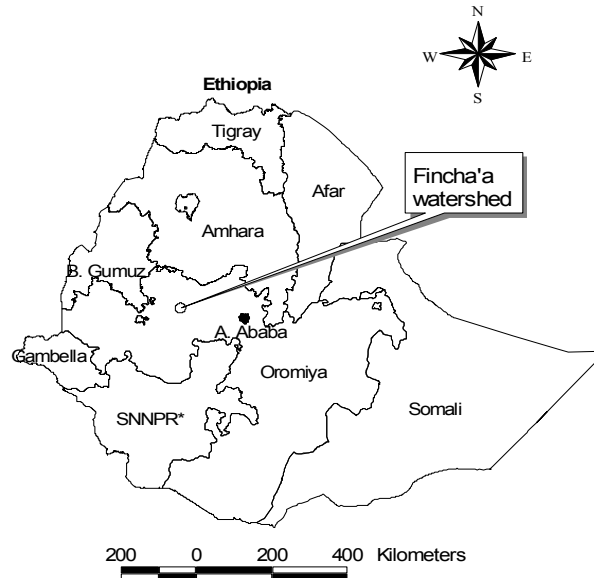 N
W E
S
Ethiopia
Tigray
Afar
Fincha'a
watershed
Amhara
B. Gumuz
A. Ababa
Gambella
Oromiya
SNNPR*
Somali
200 0 200 400 Kilometers